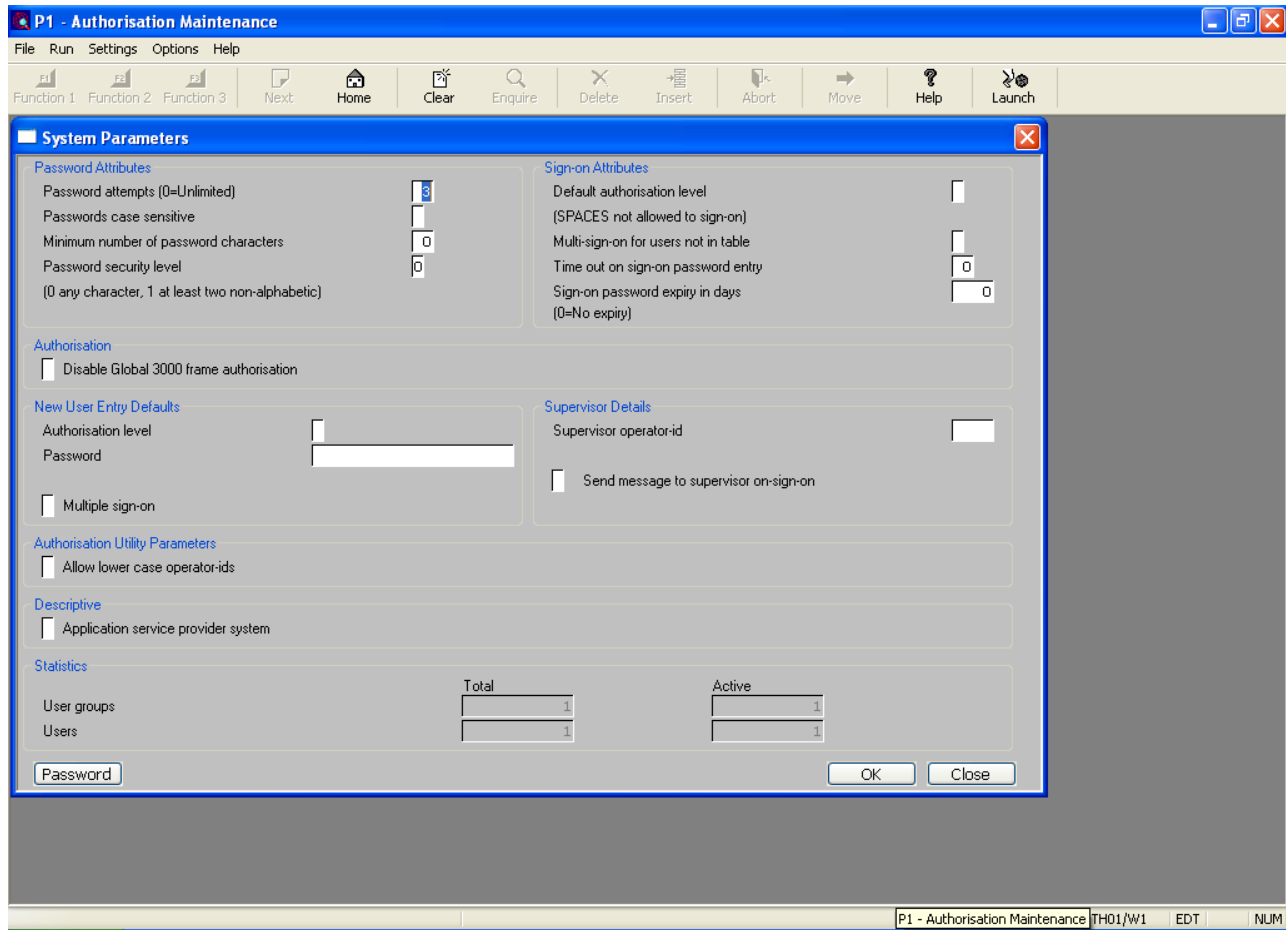 P1 - Authorisation Maintenance
File Run Settings Options Help
F1 F2 F3
Function 1 Function 2 Function 3 Next Home Clear Enquire Delete Insert Abort Move Help Launch
System Parameters
Password Attributes
Password attempts (0=Unlimited) 3
Passwords case sensitive
Minimum number of password characters 0
Password security level 0
(0 any character, 1 at least two non-alphabetic)
Sign-on Attributes
Default authorisation level
(SPACES not allowed to sign-on)
Multi-sign-on for users not in table
Time out on sign-on password entry 0
Sign-on password expiry in days 0
(0=No expiry)
Authorisation
Disable Global 3000 frame authorisation
New User Entry Defaults
Authorisation level
Password
Multiple sign-on
Supervisor Details
Supervisor operator-id
Send message to supervisor on-sign-on
Authorisation Utility Parameters
Allow lower case operator-ids
Descriptive
Application service provider system
Statistics
Total Active
User groups 1 1
Users 1 1
Password OK Close
P1 - Authorisation Maintenance TH01/W1 EDT NUM